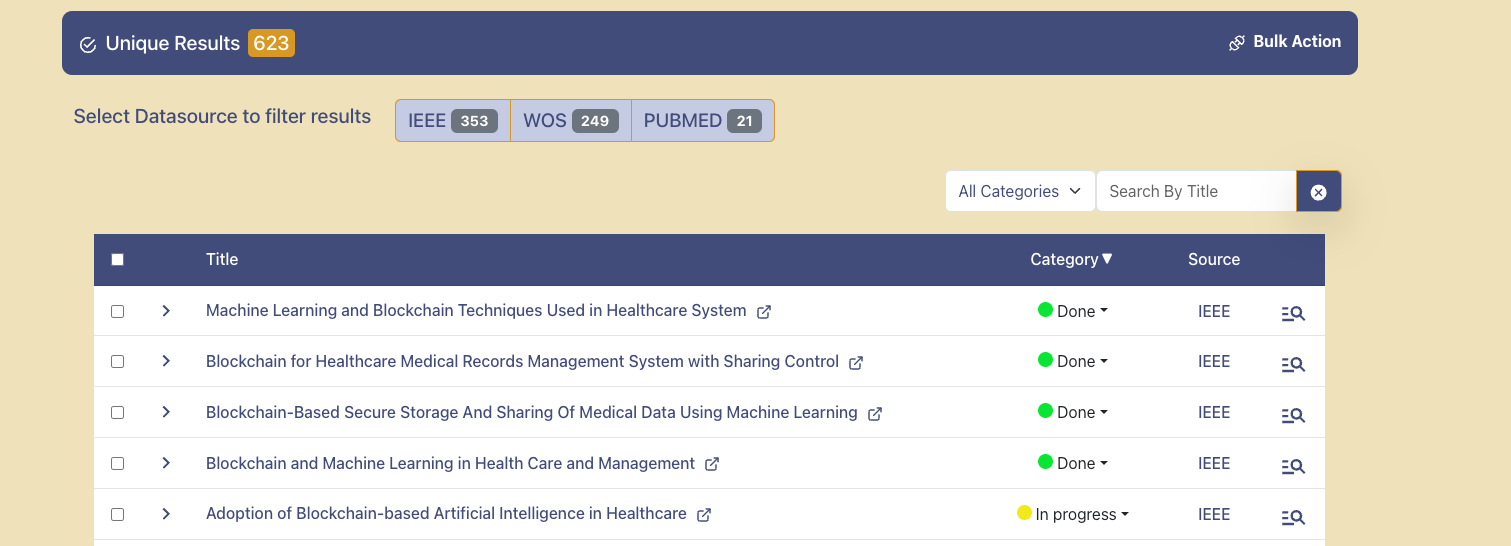 Unique Results 623 Bulk Action
Select Datasource to filter results IEEE 353 WOS 249 PUBMED 21
All Categories Search By Title
Title Category▼ Source
Machine Learning and Blockchain Techniques Used in Healthcare System Done IEEE
Blockchain for Healthcare Medical Records Management System with Sharing Control Done IEEE
Blockchain-Based Secure Storage And Sharing Of Medical Data Using Machine Learning Done IEEE
Blockchain and Machine Learning in Health Care and Management Done IEEE
Adoption of Blockchain-based Artificial Intelligence in Healthcare In progress IEEE